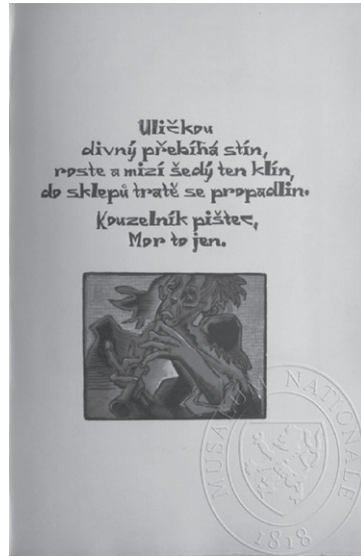 Uličkou
divný přebíhá stín,
roste a mizí šedý ten klín,
do sklepů tratě se propadlin.
Kouzelník pištec,
Mor to jen.
MUSAEUM NATIONALE
1818